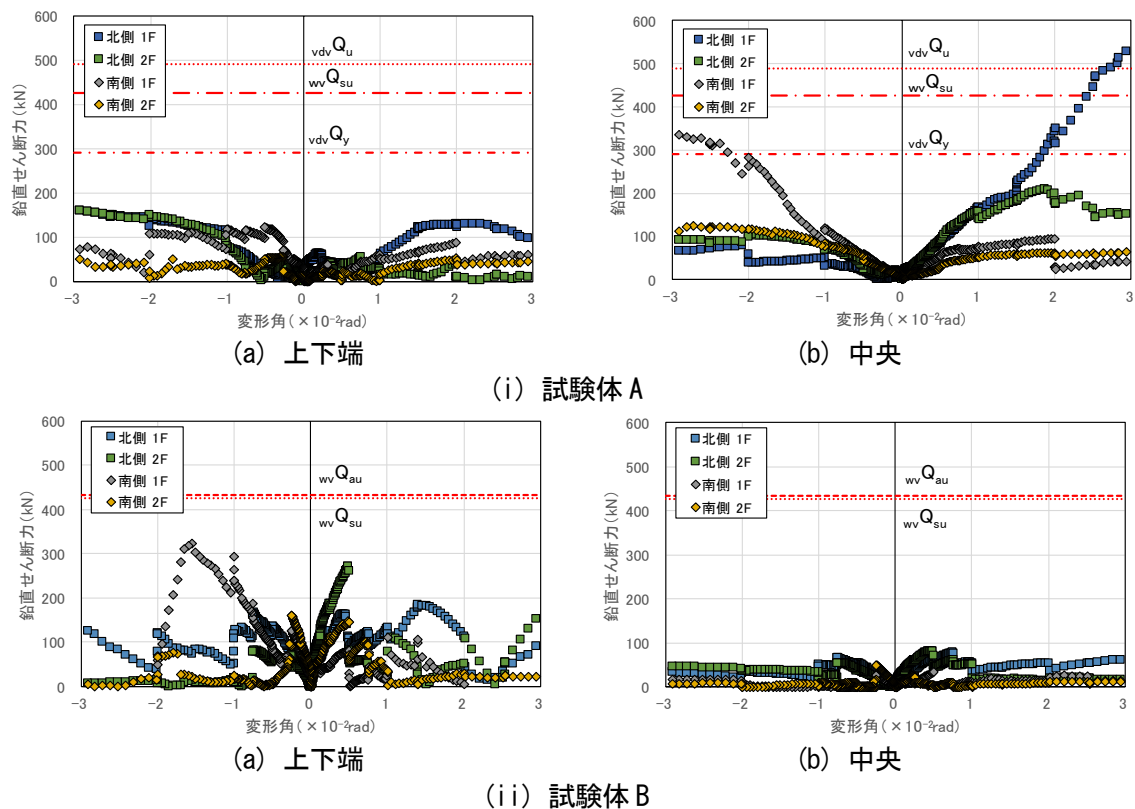 600
500
400
300
200
100
0
鉛直せん断力(kN)
北側 1F
北側 2F
南側 1F
南側 2F
vdvQu
wvQsu
vdvQy
-3 -2 -1 0 1 2 3
変形角(×10⁻²rad)
(a) 上下端
600
500
400
300
200
100
0
鉛直せん断力(kN)
北側 1F
北側 2F
南側 1F
南側 2F
vdvQu
wvQsu
vdvQy
-3 -2 -1 0 1 2 3
変形角(×10⁻²rad)
(b) 中央
(i) 試験体 A
600
500
400
300
200
100
0
鉛直せん断力(kN)
北側 1F
北側 2F
南側 1F
南側 2F
wvQau
wvQsu
-3 -2 -1 0 1 2 3
変形角(×10⁻²rad)
(a) 上下端
600
500
400
300
200
100
0
鉛直せん断力(kN)
北側 1F
北側 2F
南側 1F
南側 2F
wvQau
wvQsu
-3 -2 -1 0 1 2 3
変形角(×10⁻²rad)
(b) 中央
(ii) 試験体 B